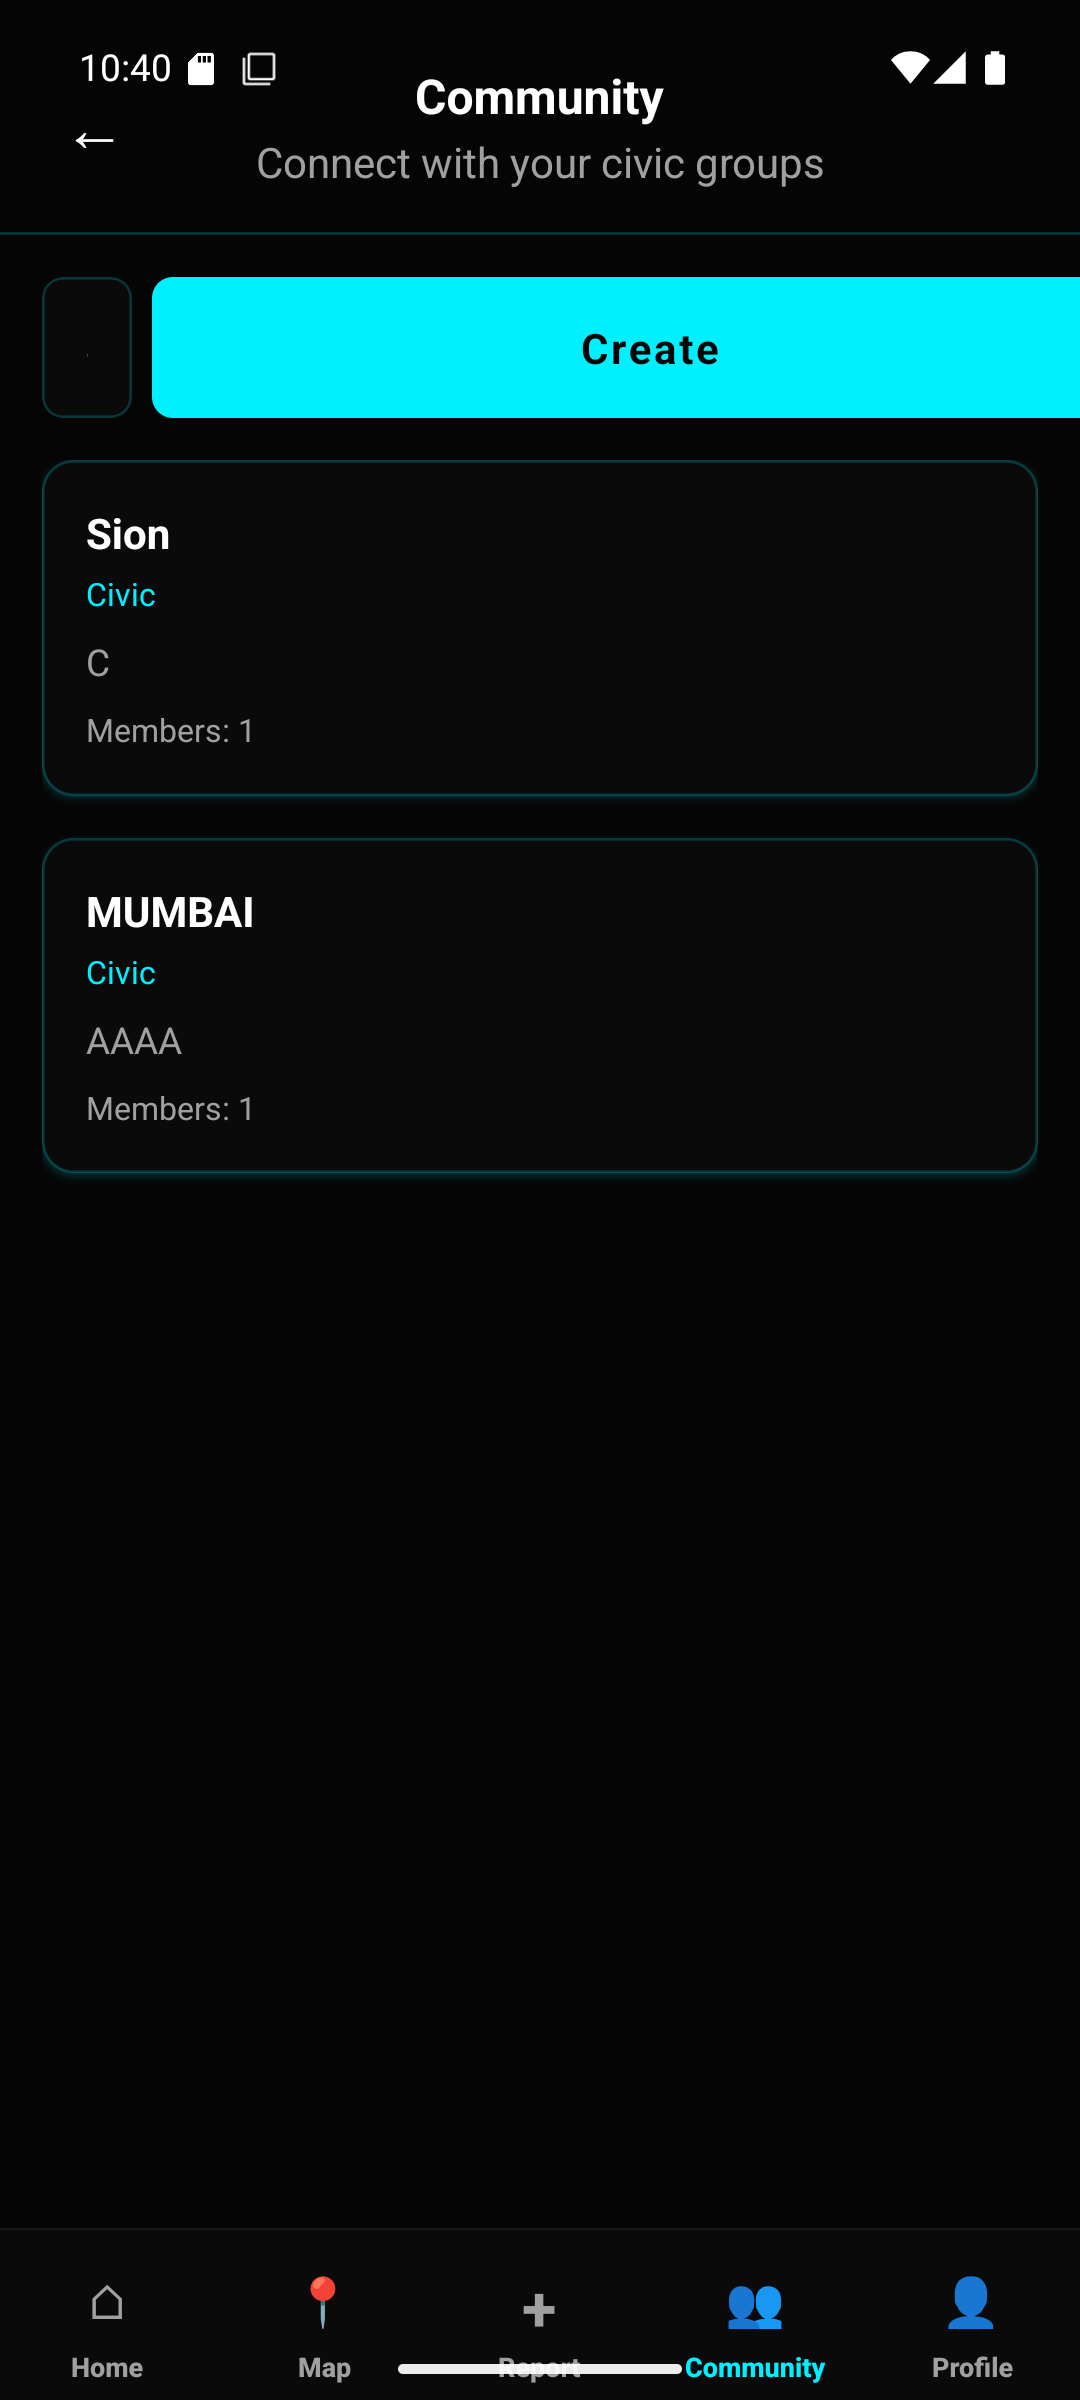 10:40
Community
←
Connect with your civic groups
Create
Sion
Civic
C
Members: 1
MUMBAI
Civic
AAAA
Members: 1
Home
Map
Report
Community
Profile